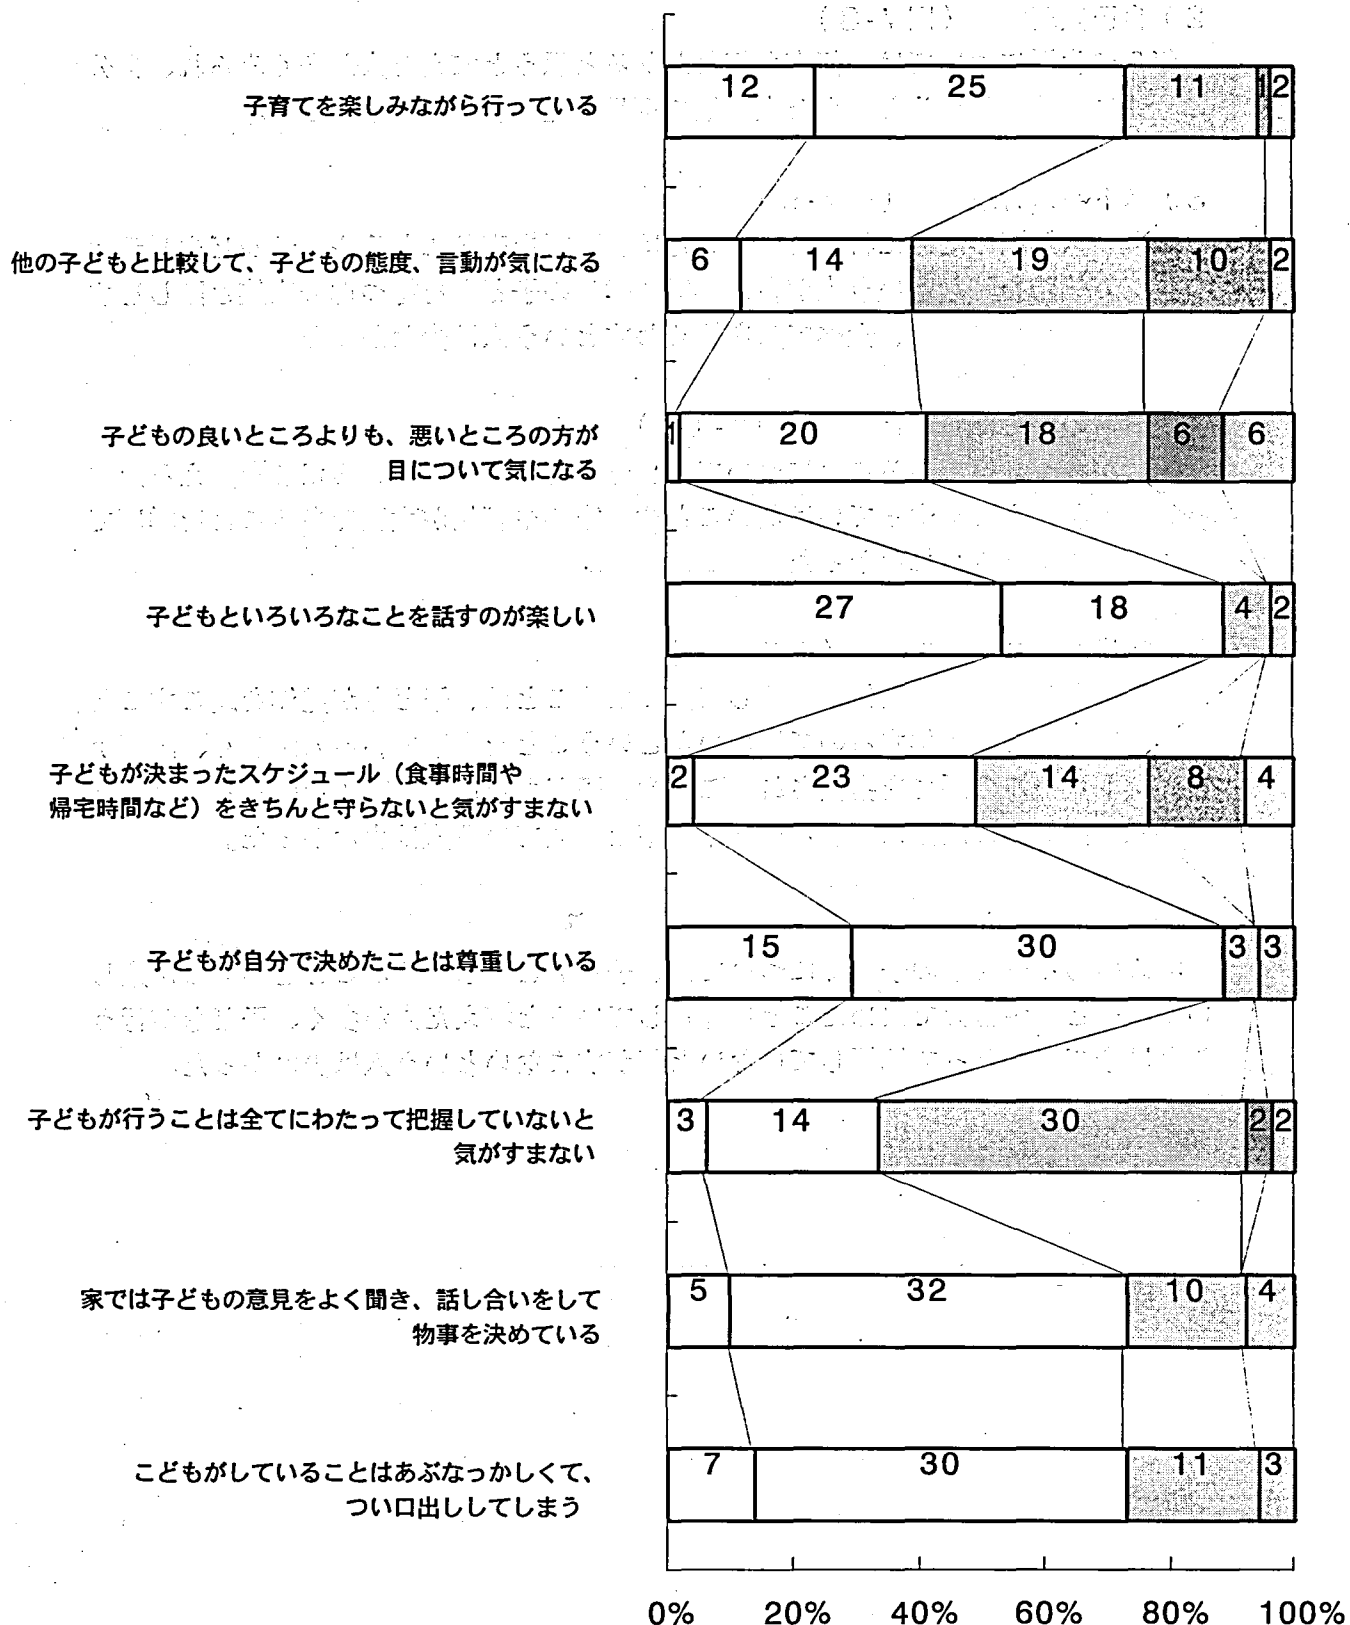 子育てを楽しみながら行っている
12 25 11 1 2
他の子どもと比較して、子どもの態度、言動が気になる
6 14 19 10 2
子どもの良いところよりも、悪いところの方が
目について気になる
1 20 18 6 6
子どもといろいろなことを話すのが楽しい
27 18 4 2
子どもが決まったスケジュール（食事時間や
帰宅時間など）をきちんと守らないと気がすまない
2 23 14 8 4
子どもが自分で決めたことは尊重している
15 30 3 3
子どもが行うことは全てにわたって把握していないと
気がすまない
3 14 30 2 2
家では子どもの意見をよく聞き、話し合いをして
物事を決めている
5 32 10 4
こどもがしていることはあぶなっかしくて、
つい口出ししてしまう
7 30 11 3
0% 20% 40% 60% 80% 100%